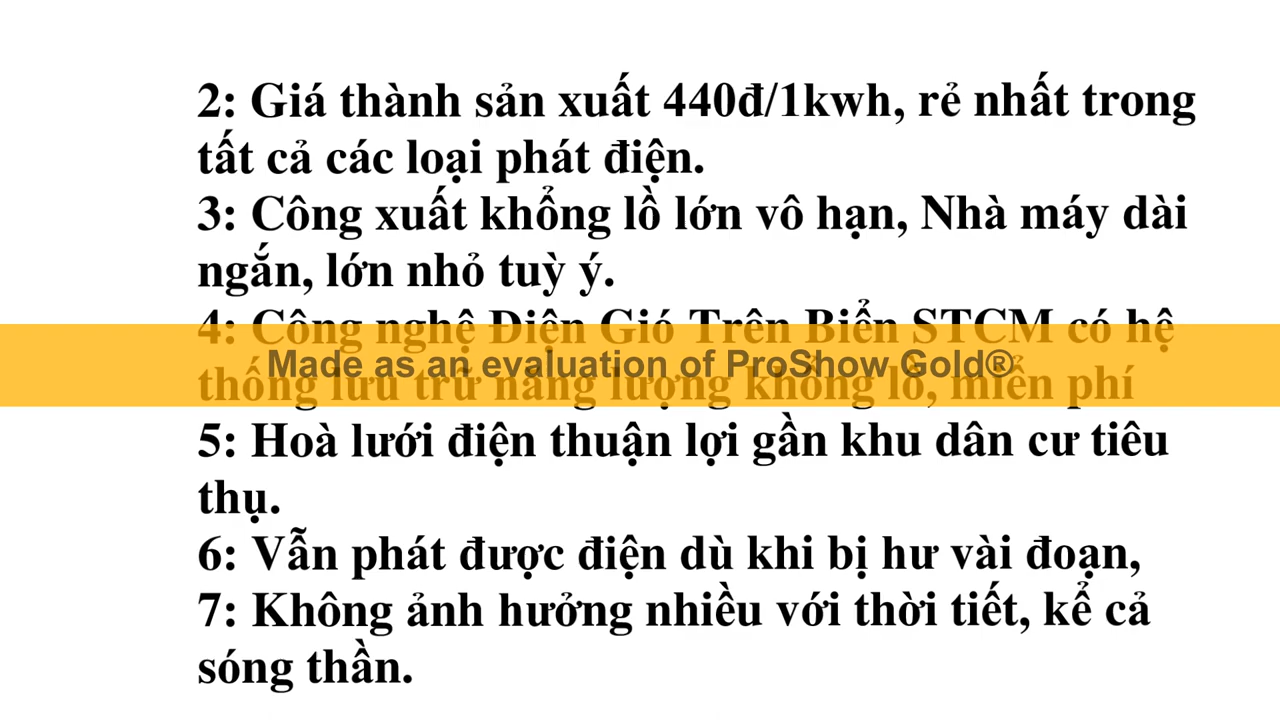 2: Giá thành sản xuất 440đ/1kwh, rẻ nhất trong
tất cả các loại phát điện.
3: Công xuất khổng lồ lớn vô hạn, Nhà máy dài
ngắn, lớn nhỏ tuỳ ý.
4: Công nghệ Điện Gió Trên Biển STCM có hệ
Made as an evaluation of ProShow Gold®
thống lưu trữ năng lượng khổng lồ, miễn phí
5: Hoà lưới điện thuận lợi gần khu dân cư tiêu
thụ.
6: Vẫn phát được điện dù khi bị hư vài đoạn,
7: Không ảnh hưởng nhiều với thời tiết, kể cả
sóng thần.